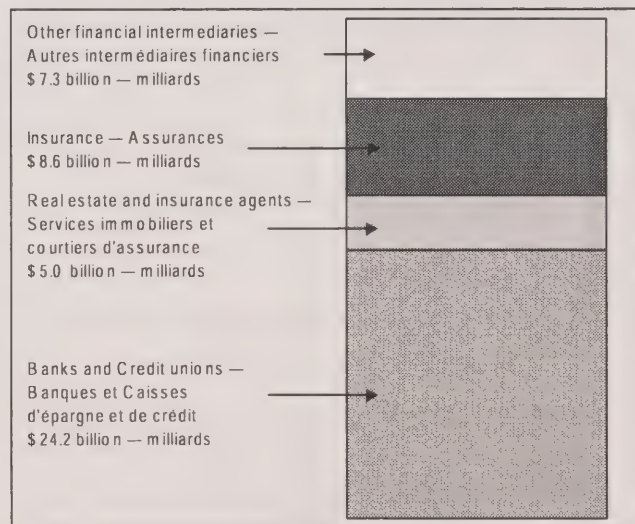 Other financial intermediaries —
Autres intermédiaires financiers
$7.3 billion — milliards
Insurance — Assurances
$8.6 billion — milliards
Real estate and insurance agents —
Services immobiliers et
courtiers d'assurance
$5.0 billion — milliards
Banks and Credit unions —
Banques et Caisses
d'épargne et de crédit
$24.2 billion — milliards